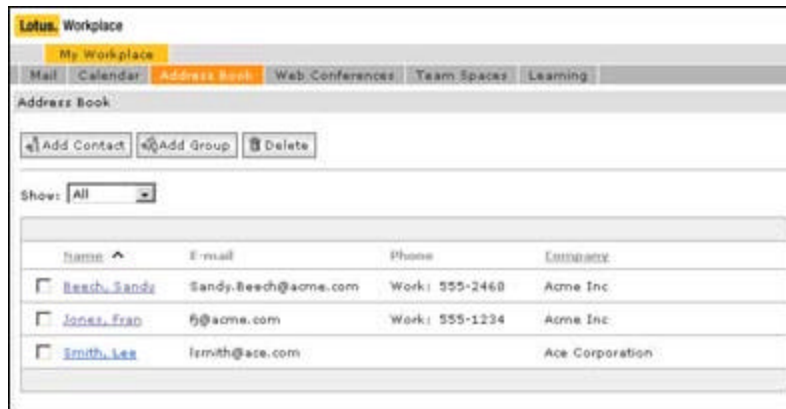 Lotus. Workplace
My Workplace
Mail Calendar Address Book Web Conferences Team Spaces Learning
Address Book
Add Contact Add Group Delete
Show: All
Name E-mail Phone Company
Beech, Sandy Sandy.Beech@acme.com Work: 555-2468 Acme Inc
Jones, Fran fj@acme.com Work: 555-1234 Acme Inc
Smith, Lee lsmith@ace.com Ace Corporation